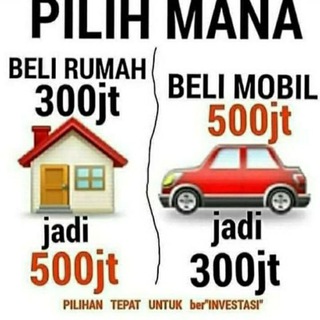 PILIH MANA
BELI RUMAH
300jt
jadi
500jt
BELI MOBIL
500jt
jadi
300jt
PILIHAN TEPAT UNTUK ber"INVESTASI"